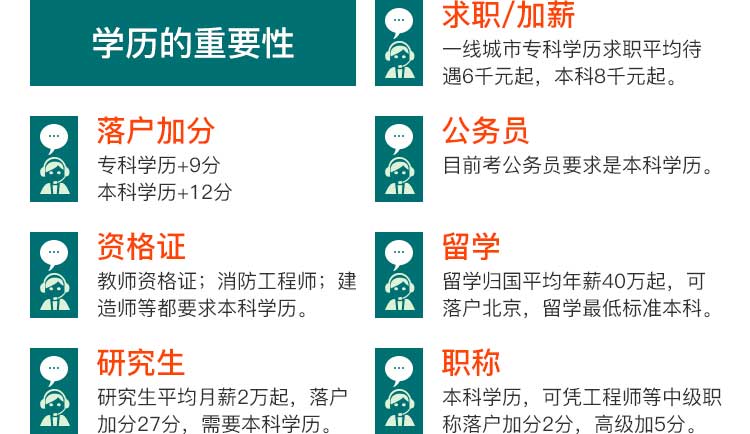 学历的重要性
求职/加薪
一线城市专科学历求职平均待
遇6千元起，本科8千元起。
落户加分
专科学历+9分
本科学历+12分
公务员
目前考公务员要求是本科学历。
资格证
教师资格证；消防工程师；建
造师等都要求本科学历。
留学
留学归国平均年薪40万起，可
落户北京，留学最低标准本科。
研究生
研究生平均月薪2万起，落户
加分27分，需要本科学历。
职称
本科学历，可凭工程师等中级职
称落户加分2分，高级加5分。